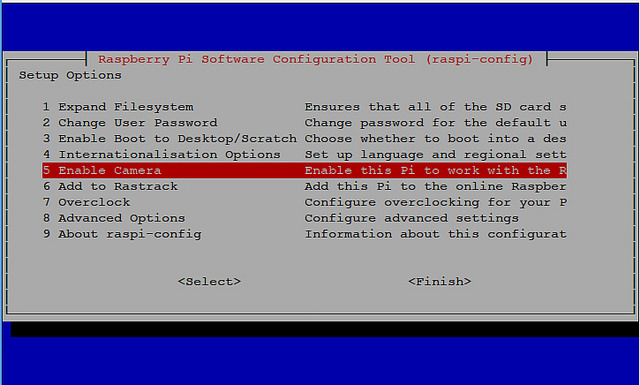 Raspberry Pi Software Configuration Tool (raspi-config)
Setup Options
1 Expand Filesystem Ensures that all of the SD card s
2 Change User Password Change password for the default u
3 Enable Boot to Desktop/Scratch Choose whether to boot into a des
4 Internationalisation Options Set up language and regional sett
5 Enable Camera Enable this Pi to work with the R
6 Add to Rastrack Add this Pi to the online Raspber
7 Overclock Configure overclocking for your P
8 Advanced Options Configure advanced settings
9 About raspi-config Information about this configurat
<Select> <Finish>